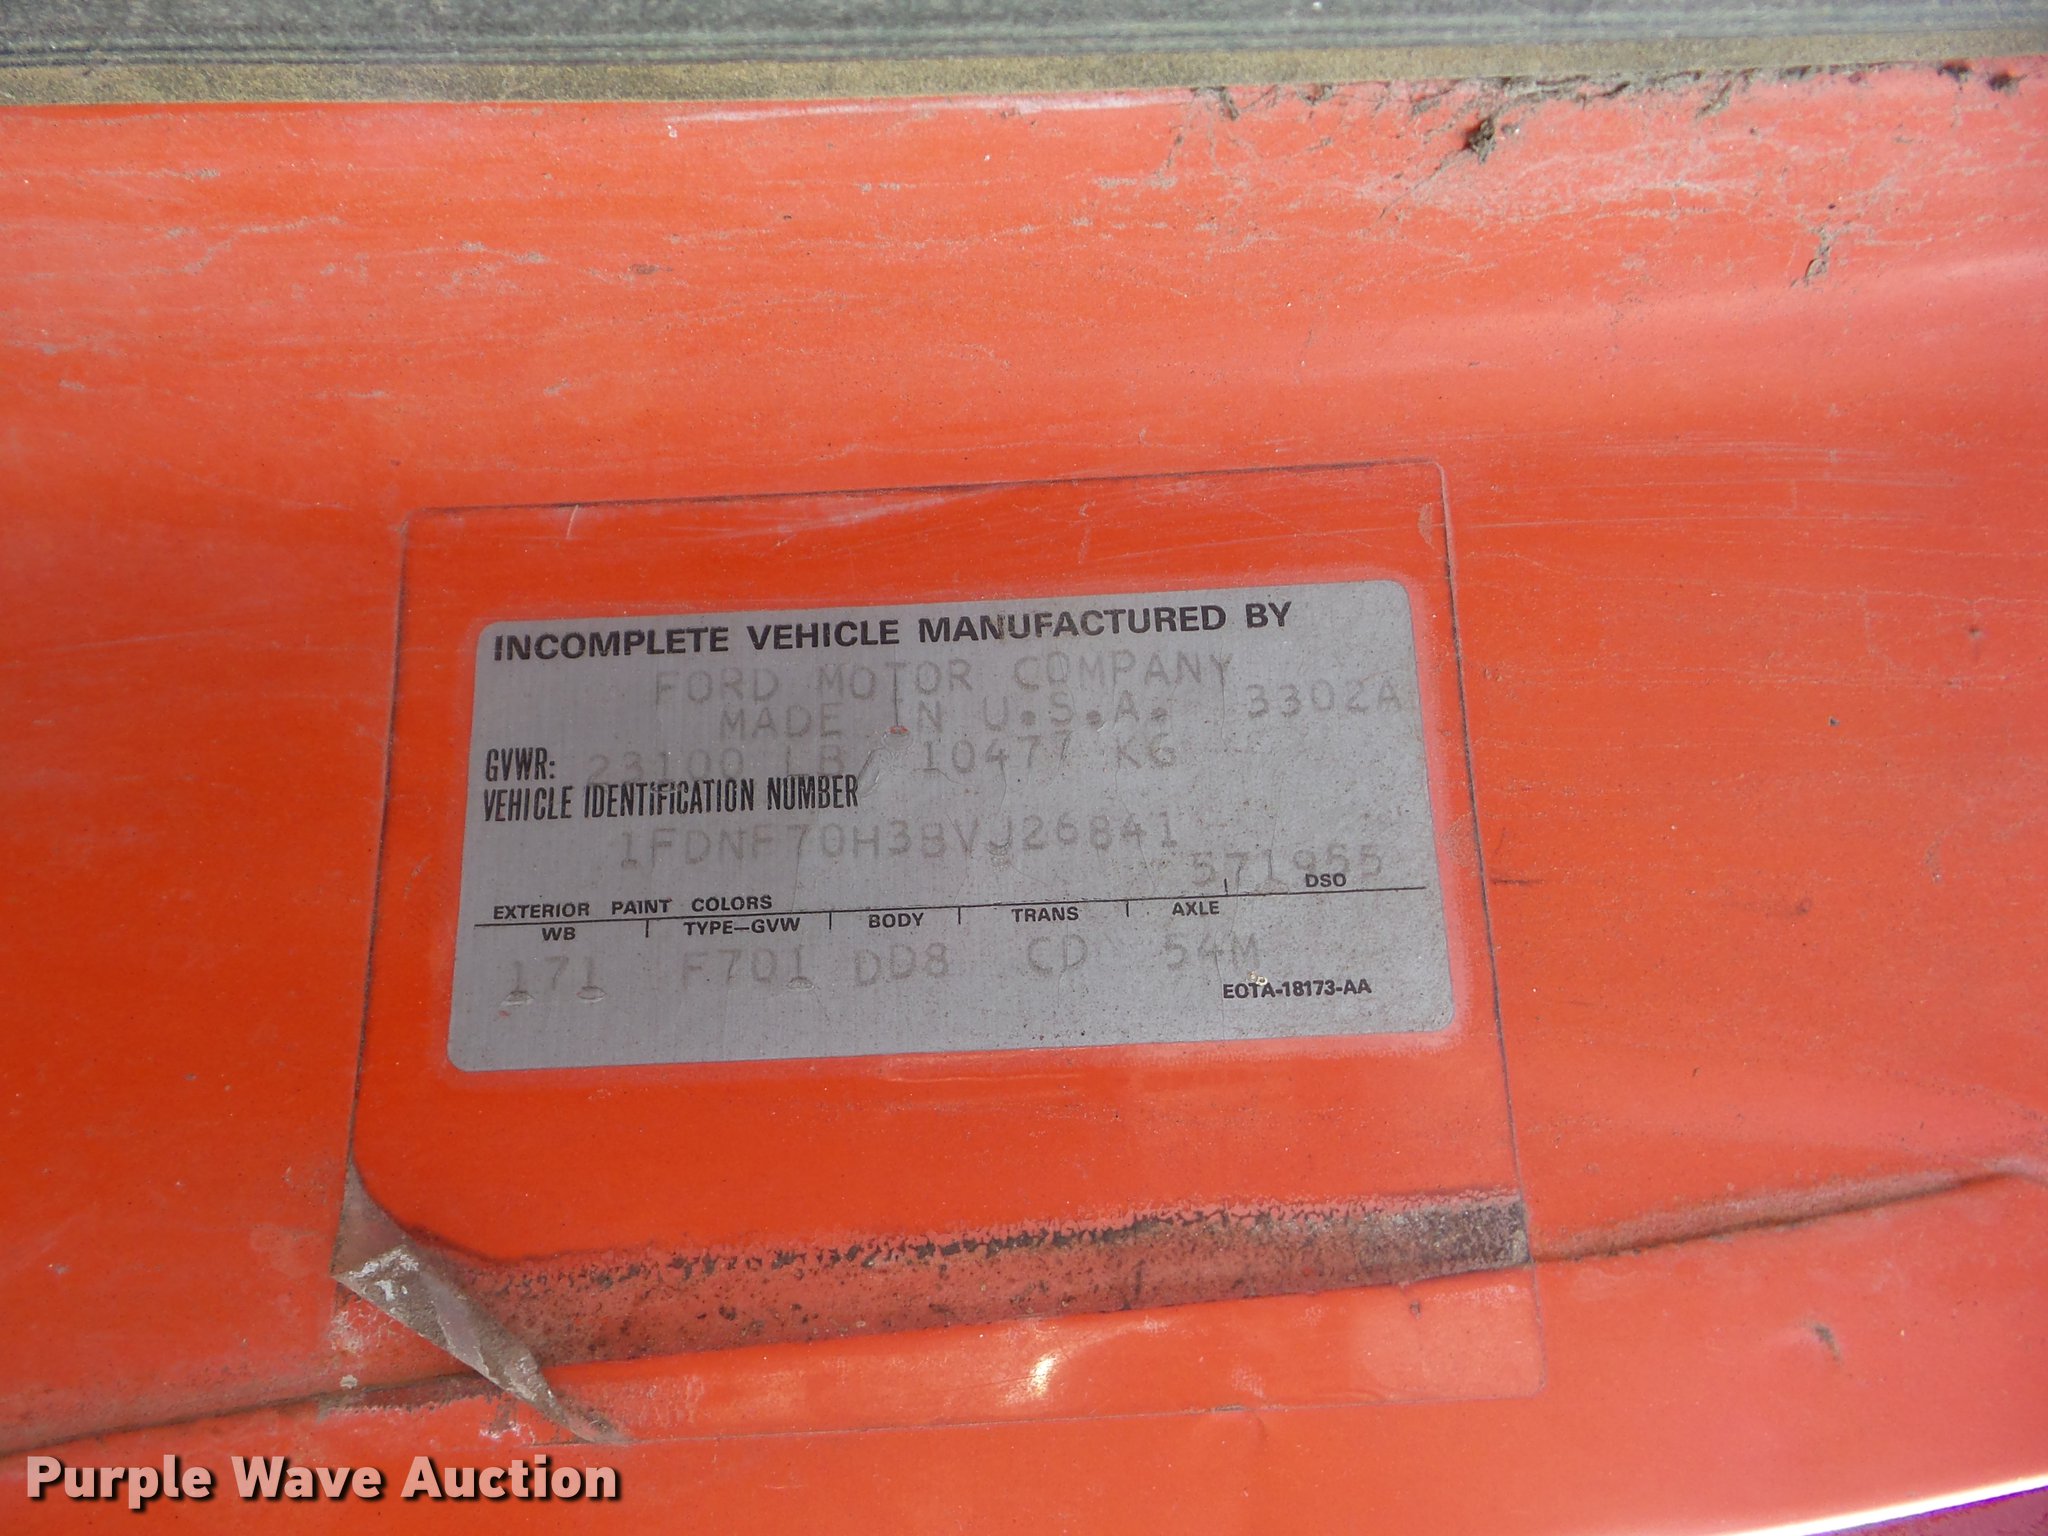 INCOMPLETE VEHICLE MANUFACTURED BY
FORD MOTOR COMPANY
MADE IN U.S.A. 3302A
GVWR: 23100 LB/ 10477 KG
VEHICLE IDENTIFICATION NUMBER
1FDNF70H3BVJ26841
571955
EXTERIOR PAINT COLORS DSO
WB TYPE-GVW BODY TRANS AXLE
171 F701 DD8 CD 54M
EOTA-18173-AA
Purple Wave Auction